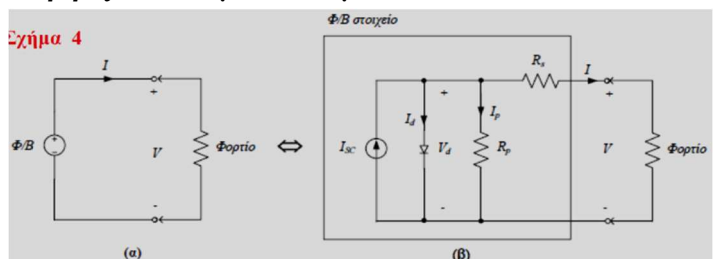 Φ/Β στοιχείο
Σχήμα 4
I
+
Φ/Β
V
Φορτίο
-
(α)
⇔
R_s
I
+
I_d
I_p
+
I_SC
V_d
R_p
V
Φορτίο
-
-
(β)